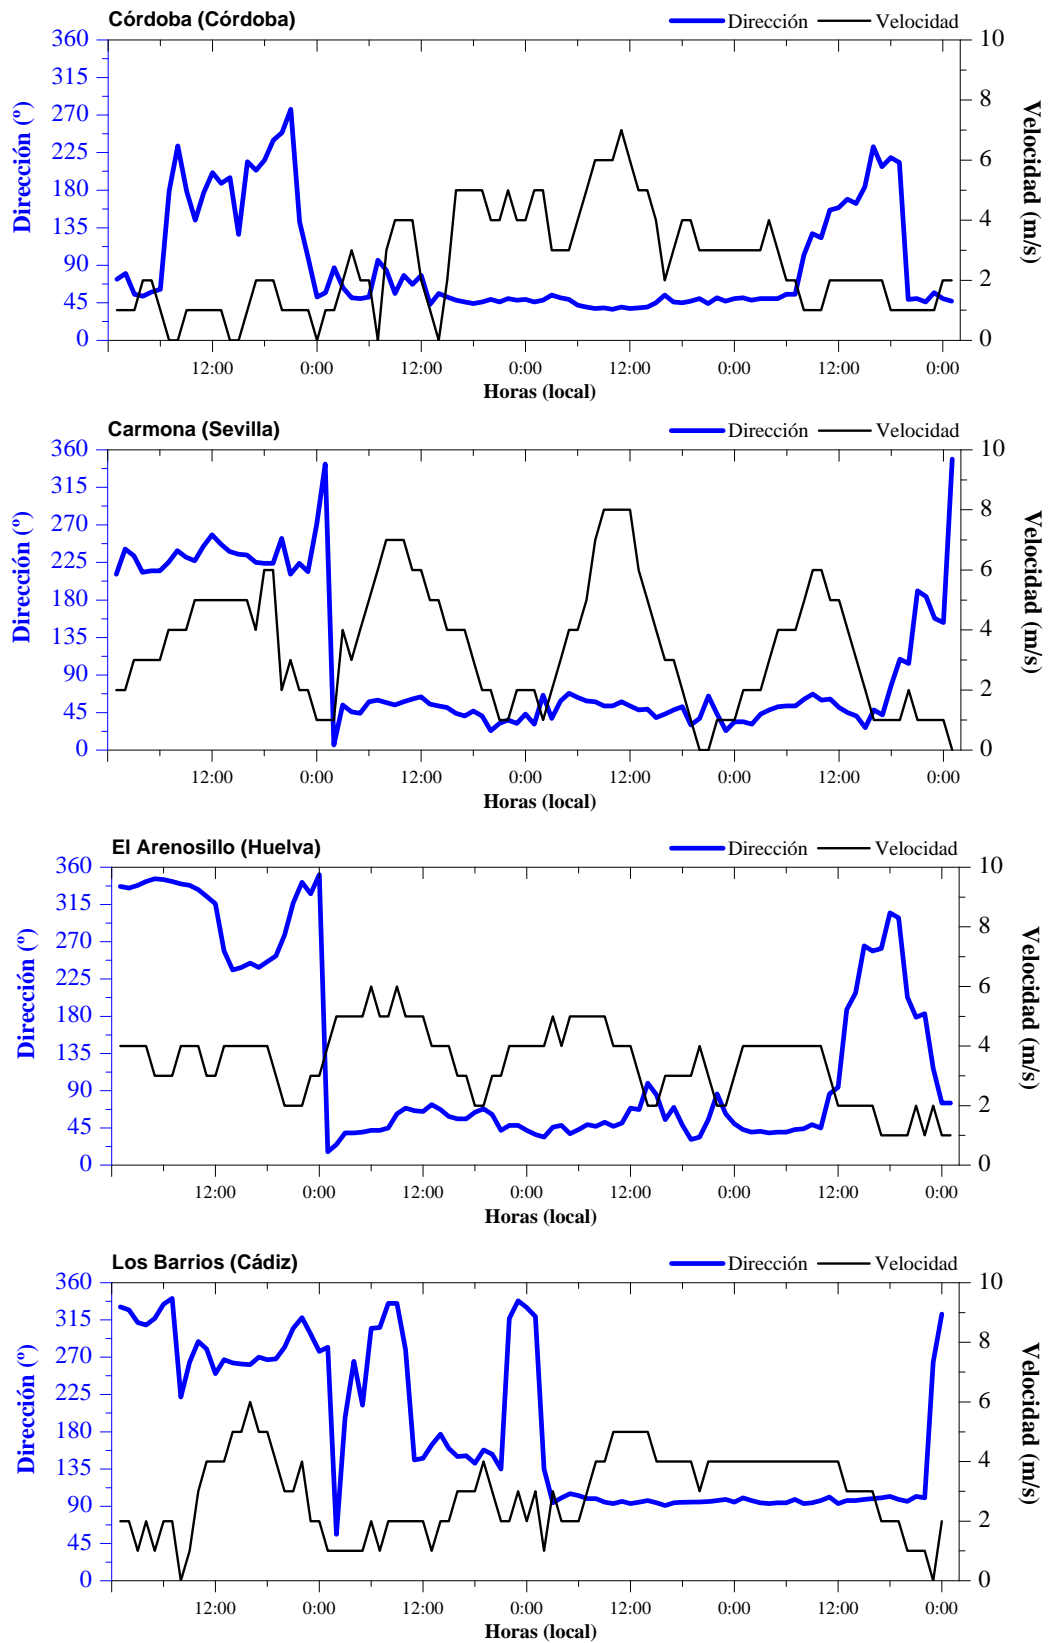 Córdoba (Córdoba)
Dirección Velocidad
360 315 270 225 180 135 90 45 0
10 8 6 4 2 0
Dirección (º)
Velocidad (m/s)
12:00 0:00 12:00 0:00 12:00 0:00 12:00 0:00
Horas (local)
Carmona (Sevilla)
Dirección Velocidad
360 315 270 225 180 135 90 45 0
10 8 6 4 2 0
Dirección (º)
Velocidad (m/s)
12:00 0:00 12:00 0:00 12:00 0:00 12:00 0:00
Horas (local)
El Arenosillo (Huelva)
Dirección Velocidad
360 315 270 225 180 135 90 45 0
10 8 6 4 2 0
Dirección (º)
Velocidad (m/s)
12:00 0:00 12:00 0:00 12:00 0:00 12:00 0:00
Horas (local)
Los Barrios (Cádiz)
Dirección Velocidad
360 315 270 225 180 135 90 45 0
10 8 6 4 2 0
Dirección (º)
Velocidad (m/s)
12:00 0:00 12:00 0:00 12:00 0:00 12:00 0:00
Horas (local)